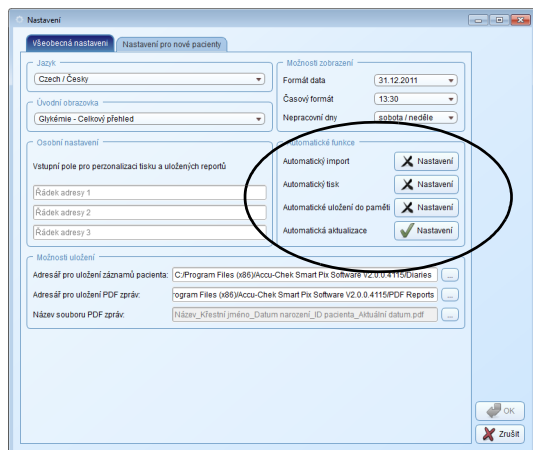 Nastavení
Všeobecná nastavení
Nastavení pro nové pacienty
Jazyk
Czech / Česky
Úvodní obrazovka
Glykémie - Celkový přehled
Možnosti zobrazení
Formát data 31.12.2011
Časový formát 13:30
Nepracovní dny sobota / neděle
Osobní nastavení
Vstupní pole pro perzonalizaci tisku a uložených reportů
Řádek adresy 1
Řádek adresy 2
Řádek adresy 3
Automatické funkce
Automatický import Nastavení
Automatický tisk Nastavení
Automatické uložení do paměti Nastavení
Automatická aktualizace Nastavení
Možnosti uložení
Adresář pro uložení záznamů pacienta: C:/Program Files (x86)/Accu-Chek Smart Pix Software V2.0.0.4115/Diaries ...
Adresář pro uložení PDF zpráv: rogram Files (x86)/Accu-Chek Smart Pix Software V2.0.0.4115/PDF Reports ...
Název souboru PDF zpráv: Název_Křestní jméno_Datum narození_ID pacienta_Aktuální datum.pdf ...
OK
Zrušit